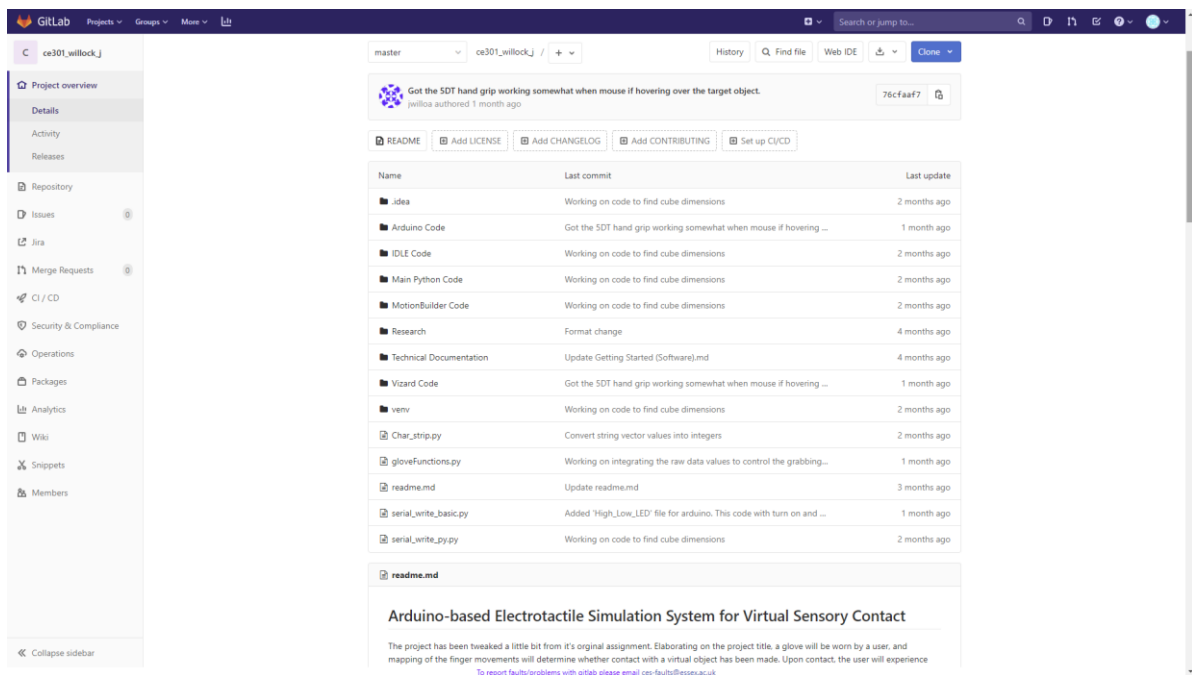 GitLab Projects Groups More Search or jump to...
C ce301_willock_j
Project overview
Details
Activity
Releases
Repository
Issues 0
Jira
Merge Requests 0
CI / CD
Security & Compliance
Operations
Packages
Analytics
Wiki
Snippets
Members
Collapse sidebar
master ce301_willock_j / + History Find file Web IDE Clone
Got the 5DT hand grip working somewhat when mouse if hovering over the target object.
jwilloa authored 1 month ago
76cfaaf7
README Add LICENSE Add CHANGELOG Add CONTRIBUTING Set up CI/CD
Name Last commit Last update
.idea Working on code to find cube dimensions 2 months ago
Arduino Code Got the 5DT hand grip working somewhat when mouse if hovering ... 1 month ago
IDLE Code Working on code to find cube dimensions 2 months ago
Main Python Code Working on code to find cube dimensions 2 months ago
MotionBuilder Code Working on code to find cube dimensions 2 months ago
Research Format change 4 months ago
Technical Documentation Update Getting Started (Software).md 4 months ago
Vizard Code Got the 5DT hand grip working somewhat when mouse if hovering ... 1 month ago
venv Working on code to find cube dimensions 2 months ago
Char_strip.py Convert string vector values into integers 2 months ago
gloveFunctions.py Working on integrating the raw data values to control the grabbing... 1 month ago
readme.md Update readme.md 3 months ago
serial_write_basic.py Added 'High_Low_LED' file for arduino. This code with turn on and ... 1 month ago
serial_write_py.py Working on code to find cube dimensions 2 months ago
readme.md
Arduino-based Electrotactile Simulation System for Virtual Sensory Contact
The project has been tweaked a little bit from it's orginal assignment. Elaborating on the project title, a glove will be worn by a user, and
mapping of the finger movements will determine whether contact with a virtual object has been made. Upon contact, the user will experience
To report faults/problems with gitlab please email ces-faults@essex.ac.uk